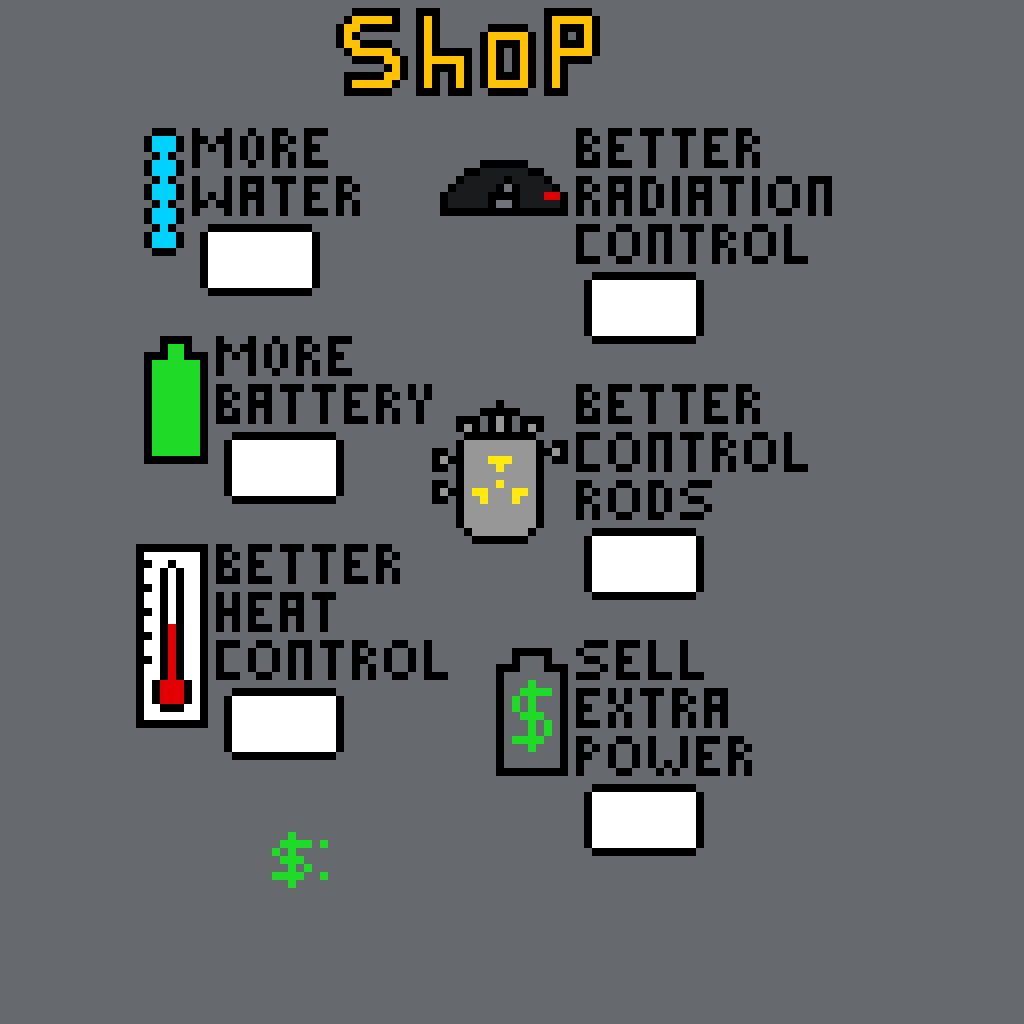 ShoP
MORE
WATER
BETTER
RADIATION
CONTROL
MORE
BATTERY
BETTER
CONTROL
RODS
BETTER
HEAT
CONTROL
SELL
EXTRA
POWER
$
$: